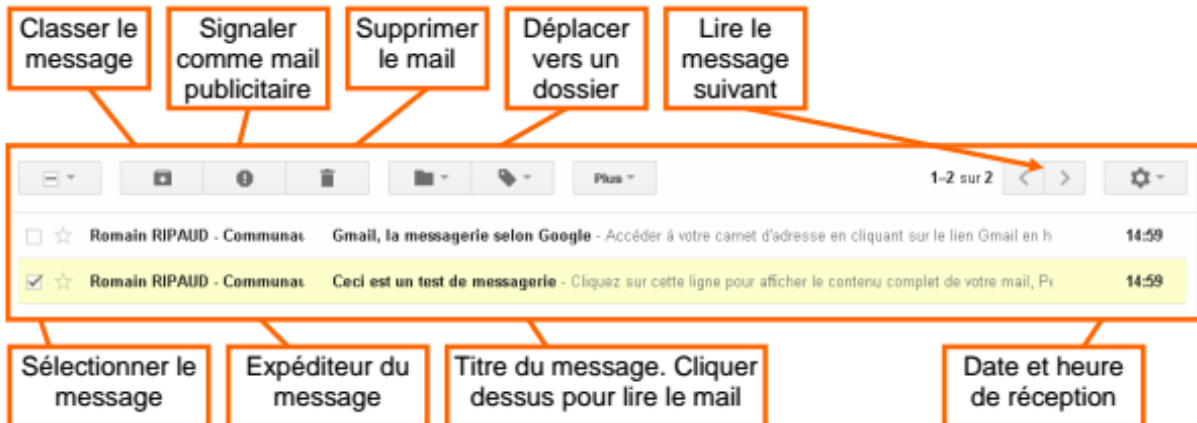 Classer le
message
Signaler
comme mail
publicitaire
Supprimer
le mail
Déplacer
vers un
dossier
Lire le
message
suivant
Plus
1–2 sur 2
Romain RIPAUD - Communau Gmail, la messagerie selon Google - Accéder à votre carnet d'adresse en cliquant sur le lien Gmail en h 14:59
Romain RIPAUD - Communau Ceci est un test de messagerie - Cliquez sur cette ligne pour afficher le contenu complet de votre mail, Pe 14:59
Sélectionner le
message
Expéditeur du
message
Titre du message. Cliquer
dessus pour lire le mail
Date et heure
de réception